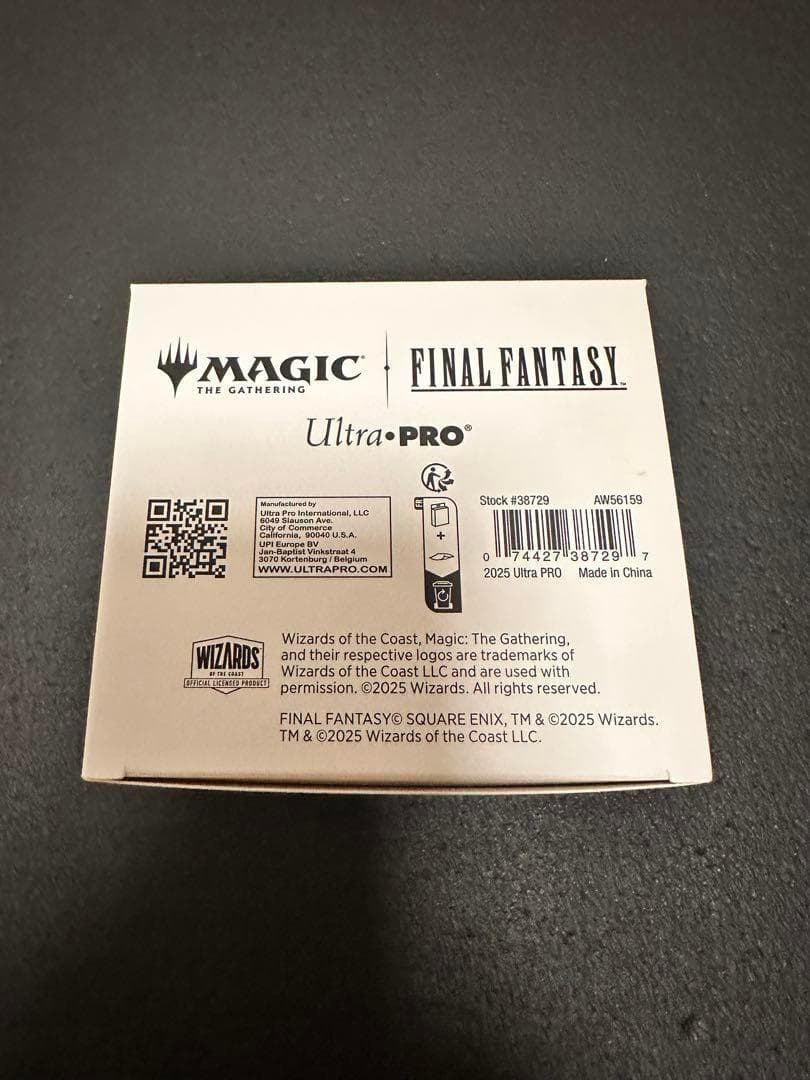 MAGIC®
THE GATHERING
FINAL FANTASY™
Ultra•PRO®
Manufactured by
Ultra Pro International, LLC
6049 Slauson Ave.
City of Commerce
California, 90040 U.S.A.
UPI Europe BV
Jan-Baptist Vinkstraat 4
3070 Kortenburg / Belgium
WWW.ULTRAPRO.COM
+
Stock #38729 AW56159
0 74427 38729 7
2025 Ultra PRO Made in China
WIZARDS
OF THE COAST
OFFICIAL LICENSED PRODUCT
Wizards of the Coast, Magic: The Gathering,
and their respective logos are trademarks of
Wizards of the Coast LLC and are used with
permission. ©2025 Wizards. All rights reserved.
FINAL FANTASY© SQUARE ENIX, TM & ©2025 Wizards.
TM & ©2025 Wizards of the Coast LLC.